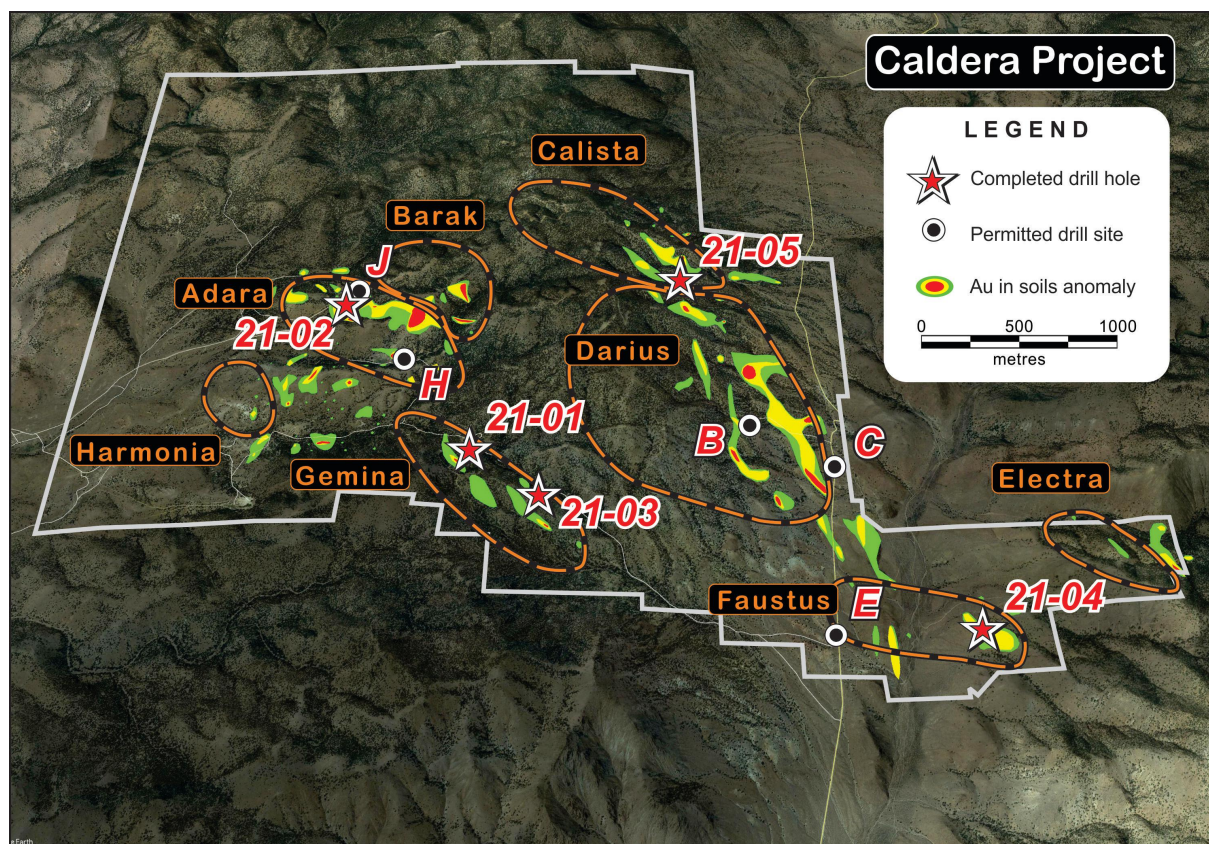 Caldera Project
LEGEND
Completed drill hole
Permitted drill site
Au in soils anomaly
0 500 1000
metres
Calista
Barak
21-05
J
Adara
21-02
Darius
H
21-01
B
C
Harmonia
Gemina
Electra
21-03
Faustus
E
21-04
e Earth